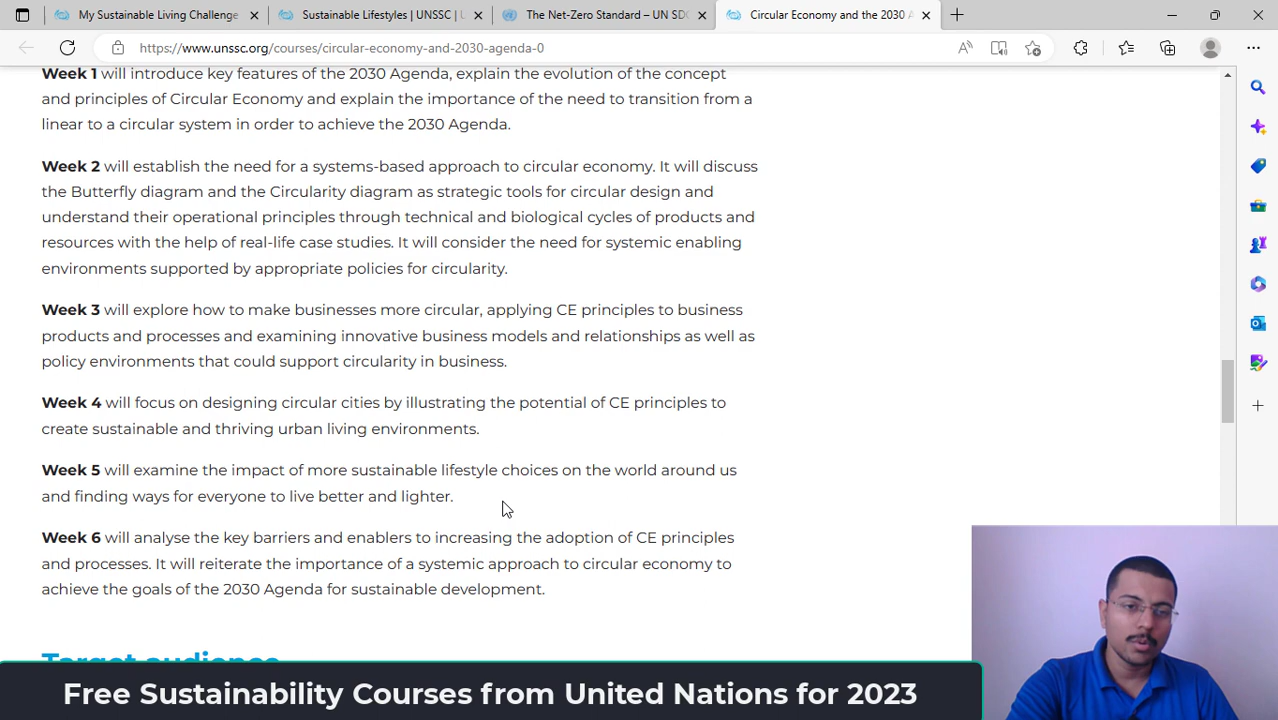 My Sustainable Living Challenge
Sustainable Lifestyles | UNSSC | U
The Net-Zero Standard – UN SD
Circular Economy and the 2030 A
https://www.unssc.org/courses/circular-economy-and-2030-agenda-0
Week 1 will introduce key features of the 2030 Agenda, explain the evolution of the concept
and principles of Circular Economy and explain the importance of the need to transition from a
linear to a circular system in order to achieve the 2030 Agenda.
Week 2 will establish the need for a systems-based approach to circular economy. It will discuss
the Butterfly diagram and the Circularity diagram as strategic tools for circular design and
understand their operational principles through technical and biological cycles of products and
resources with the help of real-life case studies. It will consider the need for systemic enabling
environments supported by appropriate policies for circularity.
Week 3 will explore how to make businesses more circular, applying CE principles to business
products and processes and examining innovative business models and relationships as well as
policy environments that could support circularity in business.
Week 4 will focus on designing circular cities by illustrating the potential of CE principles to
create sustainable and thriving urban living environments.
Week 5 will examine the impact of more sustainable lifestyle choices on the world around us
and finding ways for everyone to live better and lighter.
Week 6 will analyse the key barriers and enablers to increasing the adoption of CE principles
and processes. It will reiterate the importance of a systemic approach to circular economy to
achieve the goals of the 2030 Agenda for sustainable development.
Target audience
Free Sustainability Courses from United Nations for 2023